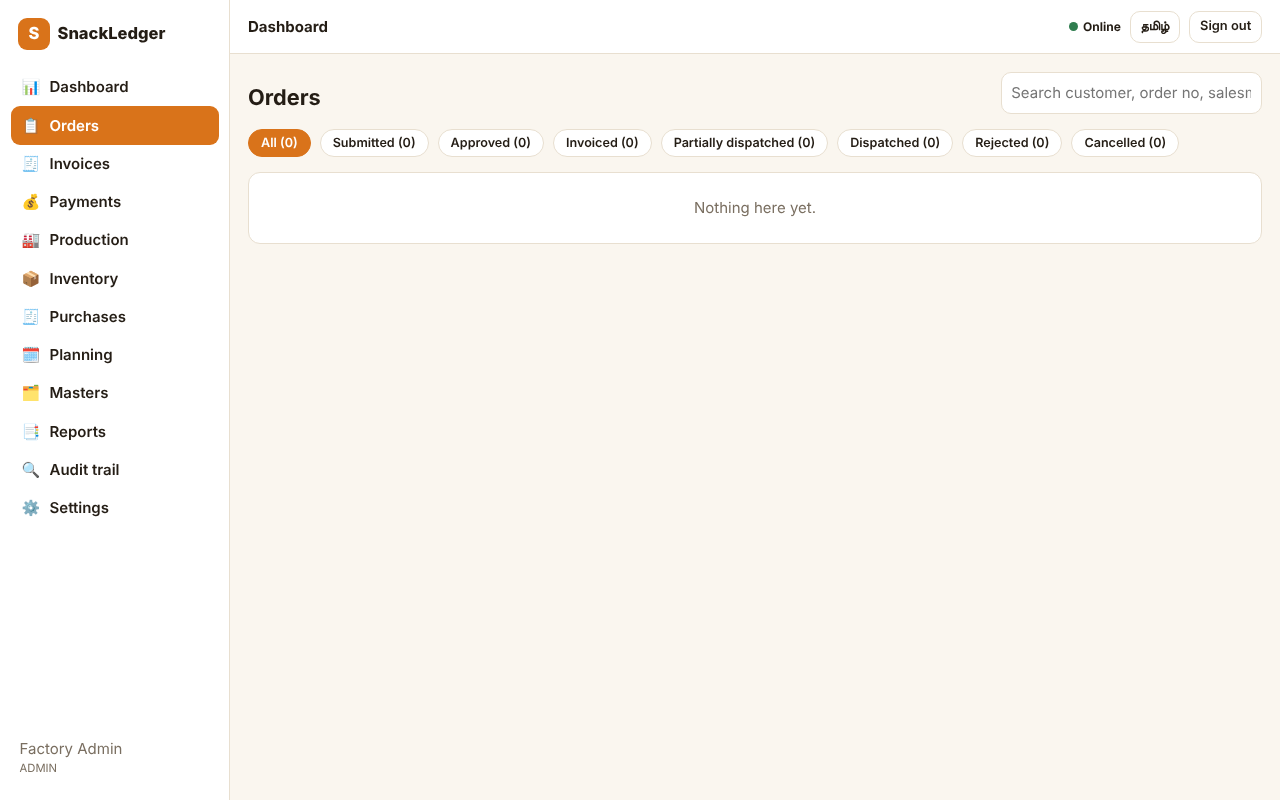 S SnackLedger
Dashboard
Orders
Invoices
Payments
Production
Inventory
Purchases
Planning
Masters
Reports
Audit trail
Settings
Factory Admin
ADMIN
Dashboard
Online
தமிழ்
Sign out
Orders
Search customer, order no, salesn
All (0)
Submitted (0)
Approved (0)
Invoiced (0)
Partially dispatched (0)
Dispatched (0)
Rejected (0)
Cancelled (0)
Nothing here yet.